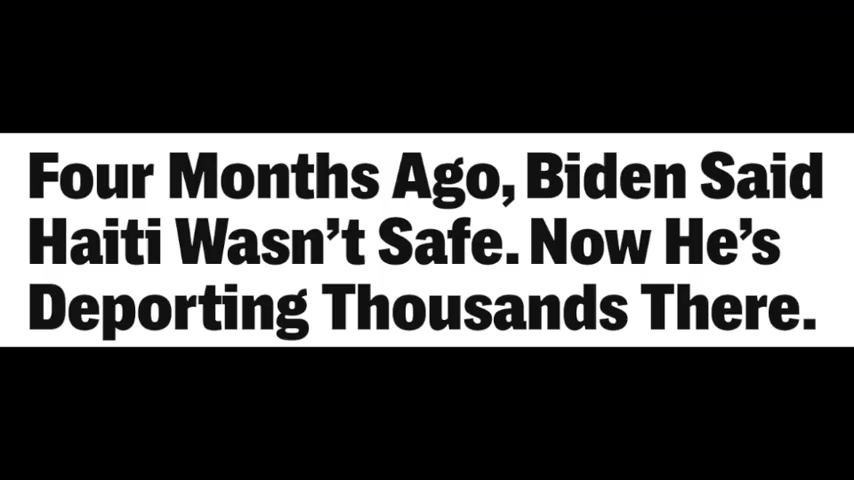 Four Months Ago, Biden Said
Haiti Wasn’t Safe. Now He’s
Deporting Thousands There.